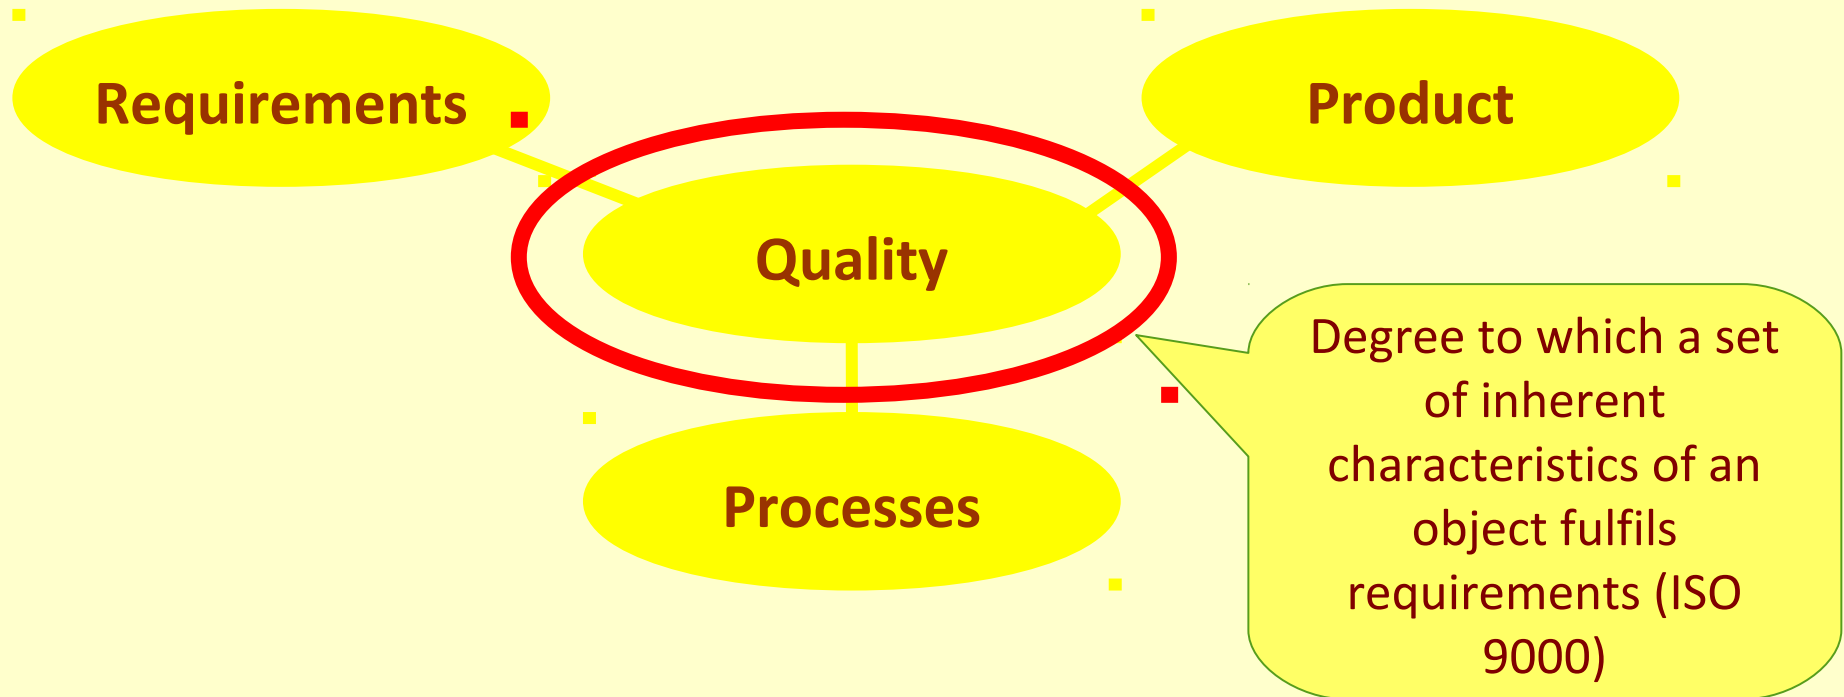 Requirements
Product
Quality
Processes
Degree to which a set
of inherent
characteristics of an
object fulfils
requirements (ISO
9000)